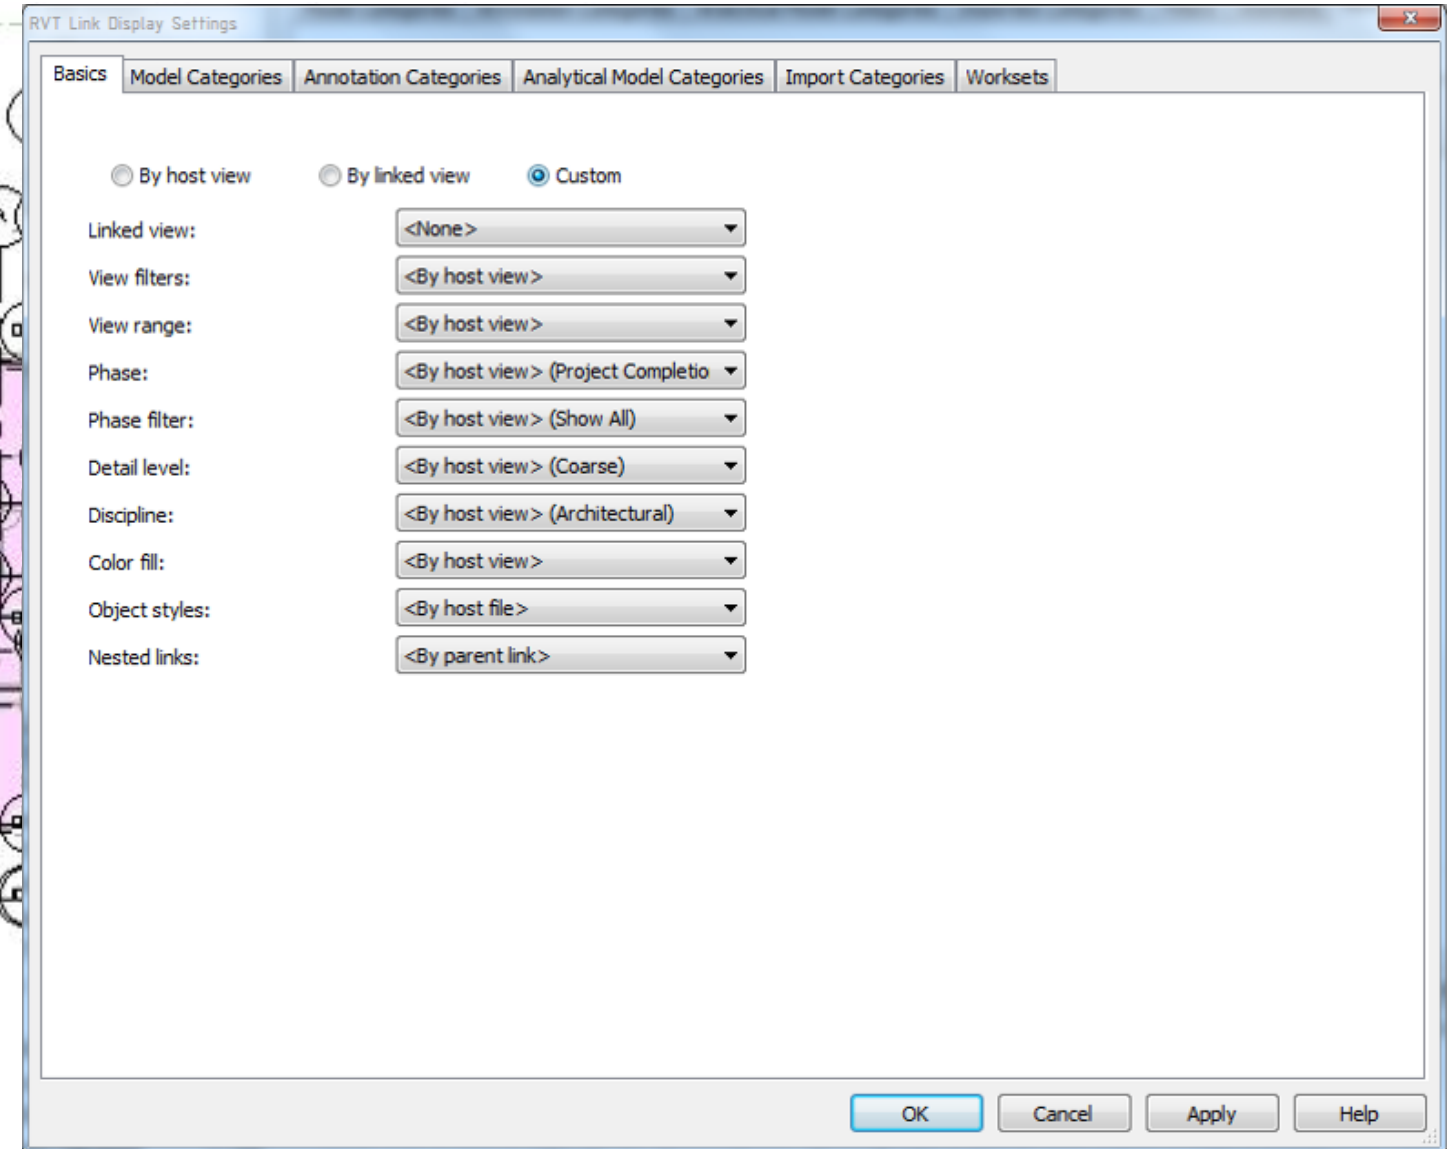 RVT Link Display Settings
Basics Model Categories Annotation Categories Analytical Model Categories Import Categories Worksets
By host view By linked view Custom
Linked view: <None>
View filters: <By host view>
View range: <By host view>
Phase: <By host view> (Project Completio
Phase filter: <By host view> (Show All)
Detail level: <By host view> (Coarse)
Discipline: <By host view> (Architectural)
Color fill: <By host view>
Object styles: <By host file>
Nested links: <By parent link>
OK Cancel Apply Help